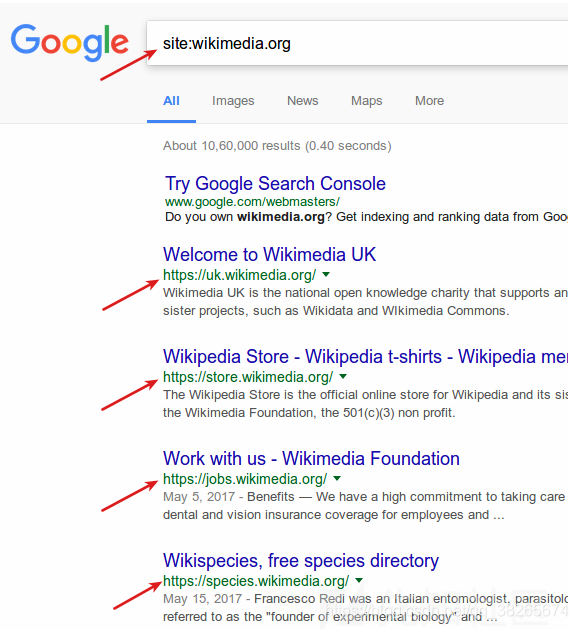 Google
site:wikimedia.org
All Images News Maps More
About 10,60,000 results (0.40 seconds)
Try Google Search Console
www.google.com/webmasters/
Do you own wikimedia.org? Get indexing and ranking data from Goo
Welcome to Wikimedia UK
https://uk.wikimedia.org/
Wikimedia UK is the national open knowledge charity that supports an
sister projects, such as Wikidata and WIkimedia Commons.
Wikipedia Store - Wikipedia t-shirts - Wikipedia mer
https://store.wikimedia.org/
The Wikipedia Store is the official online store for Wikipedia and its sis
the Wikimedia Foundation, the 501(c)(3) non profit.
Work with us - Wikimedia Foundation
https://jobs.wikimedia.org/
May 5, 2017 - Benefits — We have a high commitment to taking care
dental and vision insurance coverage for employees and ...
Wikispecies, free species directory
https://species.wikimedia.org/
May 15, 2017 - Francesco Redi was an Italian entomologist, parasitol
referred to as the "founder of experimental biology" and ...